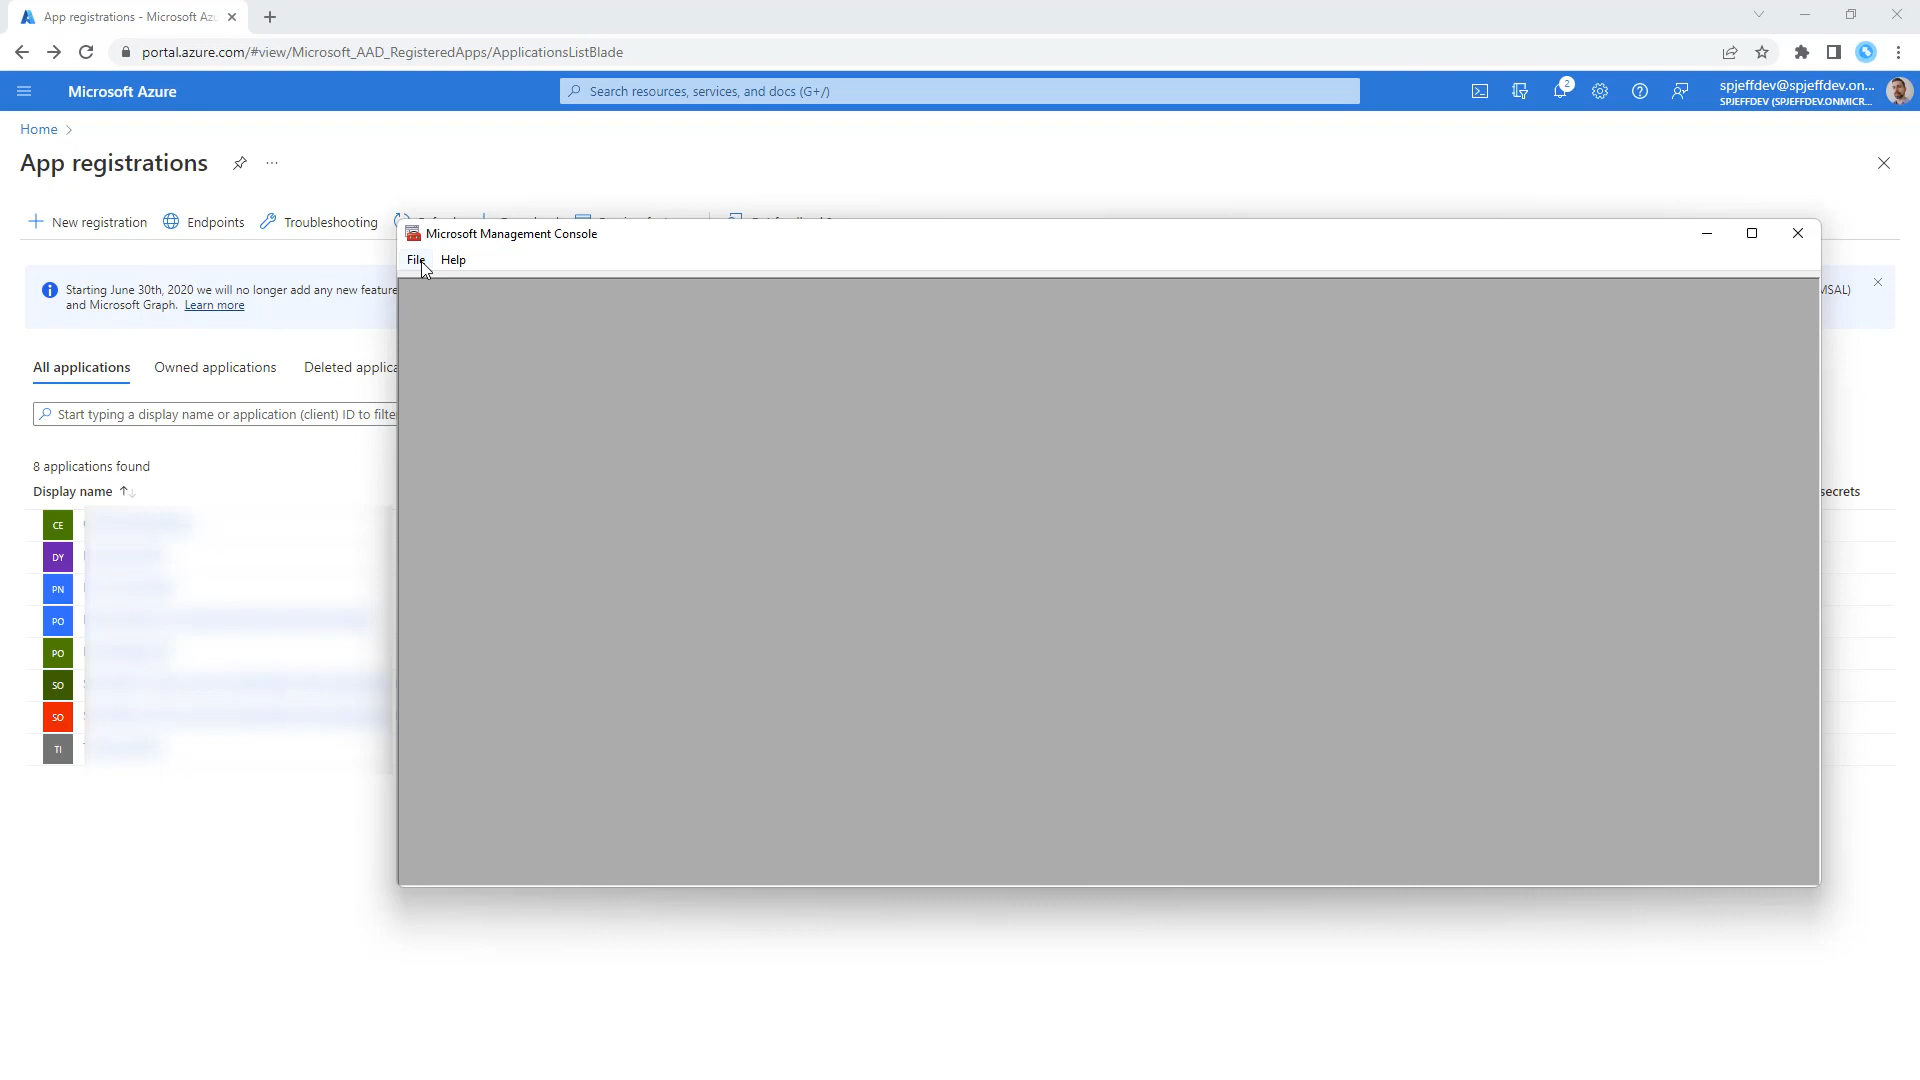 App registrations - Microsoft Az
portal.azure.com/#view/Microsoft_AAD_RegisteredApps/ApplicationsListBlade
Microsoft Azure
Search resources, services, and docs (G+/)
2
spjeffdev@spjeffdev.on...
SPJEFFDEV (SPJEFFDEV.ONMICR...
Home
App registrations
New registration
Endpoints
Troubleshooting
Microsoft Management Console
File
Help
Starting June 30th, 2020 we will no longer add any new feature
MSAL)
and Microsoft Graph. Learn more
All applications
Owned applications
Deleted applica
Start typing a display name or application (client) ID to filte
8 applications found
Display name
secrets
CE
DY
PN
PO
PO
SO
SO
TI